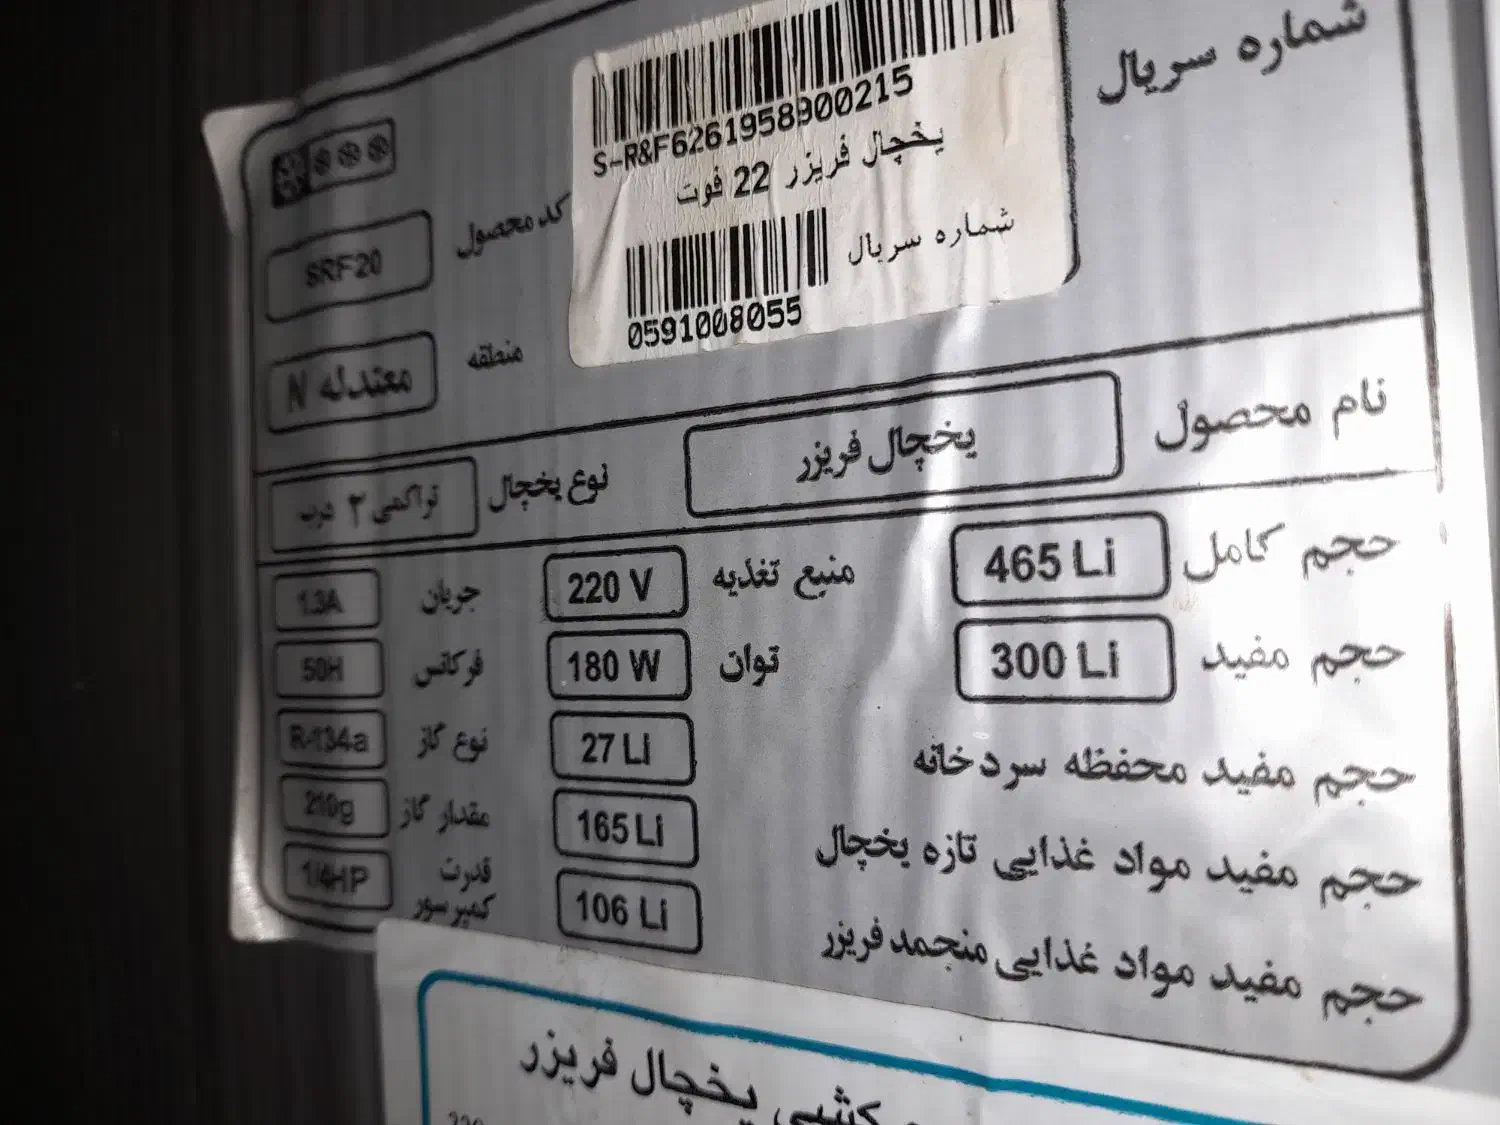 شماره سریال
S-R&F6261958900215
یخچال فریزر 22 فوت
شماره سریال
0591008055
کد محصول SRF20
منطقه معتدله N
نام محصول یخچال فریزر
نوع یخچال تراکمی ۲ درب
حجم کامل 465 Li
منبع تغذیه 220 V
جریان 1.3A
حجم مفید 300 Li
توان 180 W
فرکانس 50H
حجم مفید محفظه سردخانه 27 Li
نوع گاز R-134a
حجم مفید مواد غذایی تازه یخچال 165 Li
مقدار گاز 210g
حجم مفید مواد غذایی منجمد فریزر 106 Li
قدرت کمپرسور 1/4HP
کشی یخچال فریزر